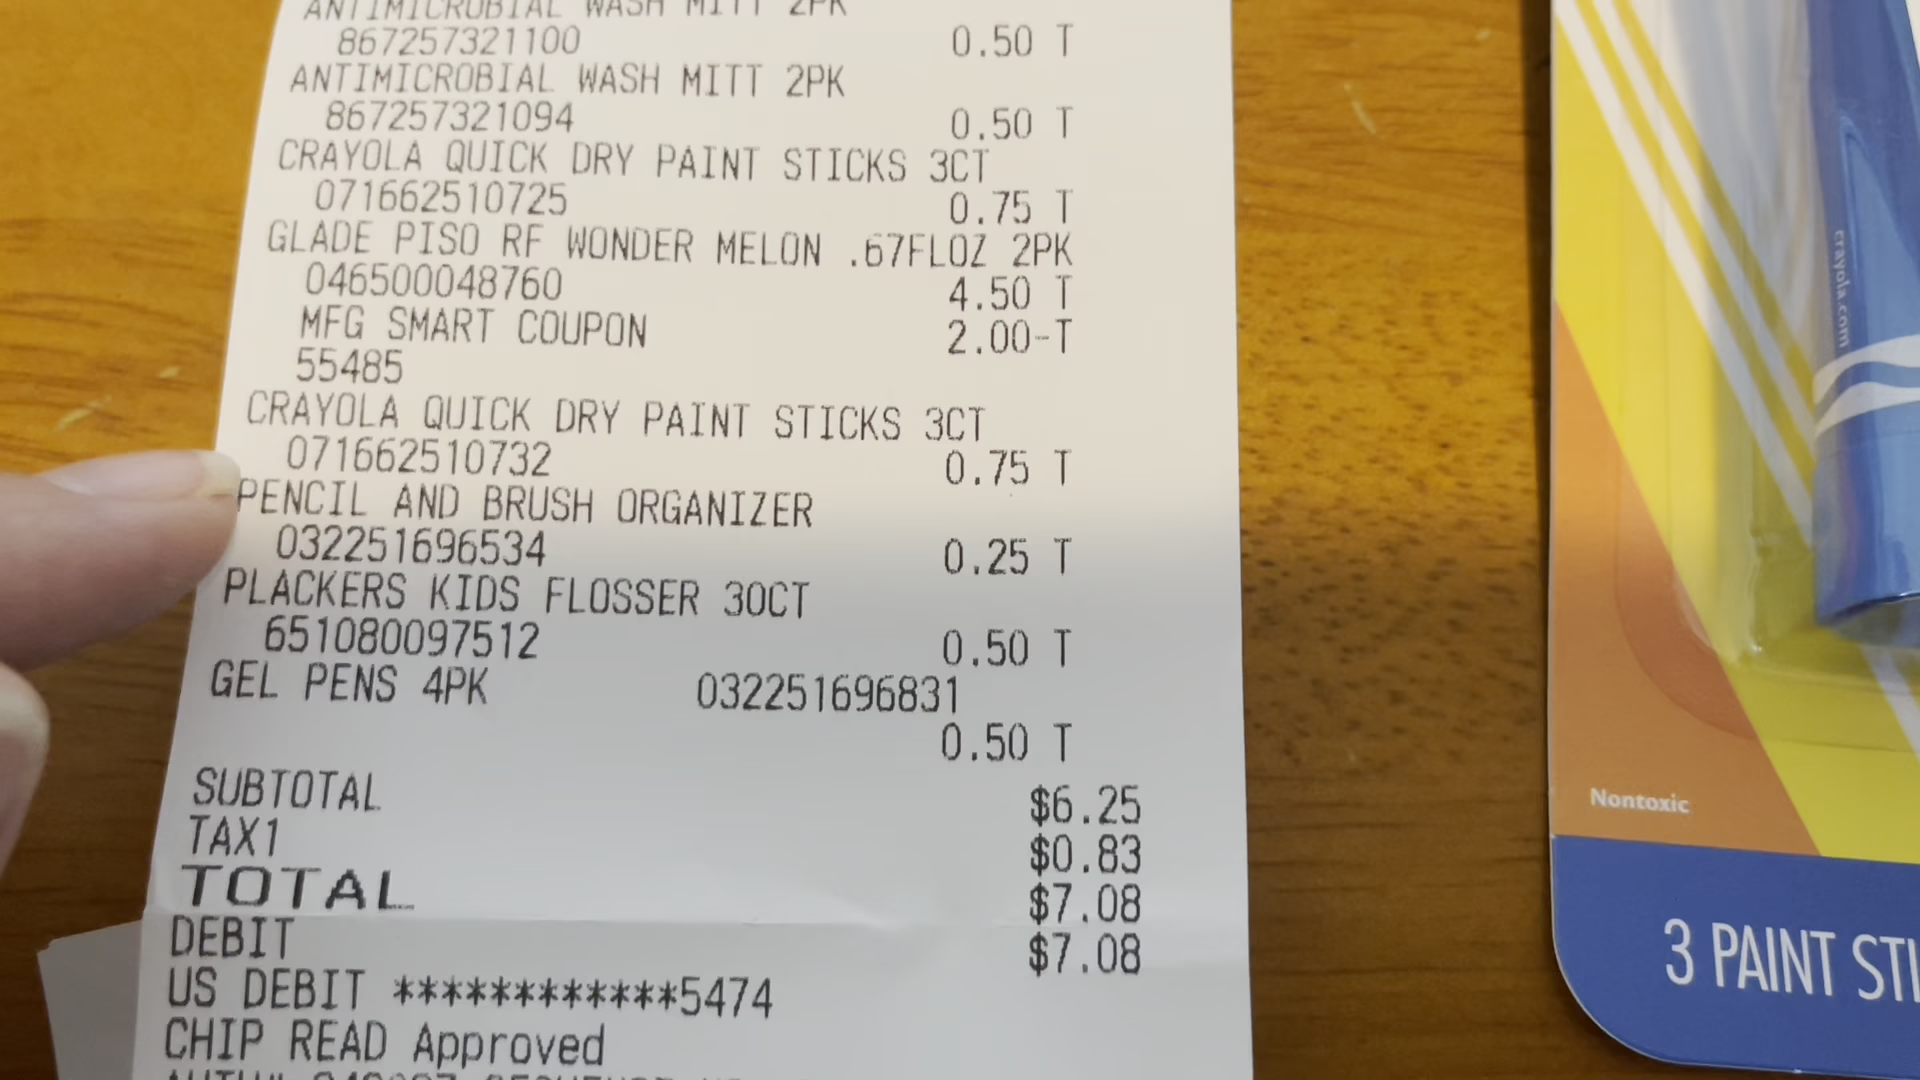 ANTIMICROBIAL WASH MITT 2PK
867257321100 0.50 T
ANTIMICROBIAL WASH MITT 2PK
867257321094 0.50 T
CRAYOLA QUICK DRY PAINT STICKS 3CT
071662510725 0.75 T
GLADE PISO RF WONDER MELON .67FLOZ 2PK
046500048760 4.50 T
MFG SMART COUPON 2.00-T
55485
CRAYOLA QUICK DRY PAINT STICKS 3CT
071662510732 0.75 T
PENCIL AND BRUSH ORGANIZER
032251696534 0.25 T
PLACKERS KIDS FLOSSER 30CT
651080097512 0.50 T
GEL PENS 4PK 032251696831
0.50 T
SUBTOTAL $6.25
TAX1 $0.83
TOTAL $7.08
DEBIT $7.08
US DEBIT ************5474
CHIP READ Approved
crayola.com
Nontoxic
3 PAINT STI